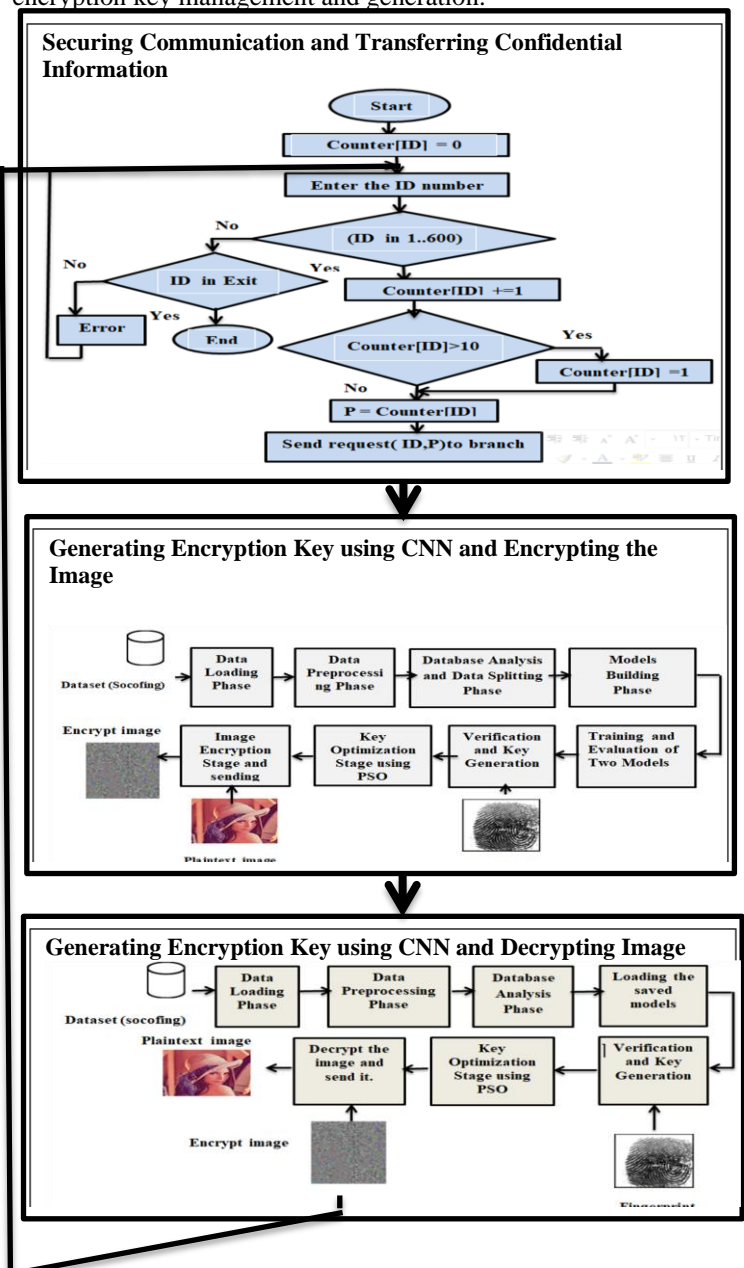 encryption key management and generation.
Securing Communication and Transferring Confidential
Information
Start
Counter[ID] = 0
Enter the ID number
(ID in 1..600)
No
Yes
ID in Exit
No
Yes
Error
End
Counter[ID] +=1
Counter[ID]>10
Yes
Counter[ID] =1
No
P = Counter[ID]
Send request( ID,P)to branch
Generating Encryption Key using CNN and Encrypting the
Image
Dataset (Socofing)
Data
Loading
Phase
Data
Preprocessi
ng Phase
Database Analysis
and Data Splitting
Phase
Models
Building
Phase
Encrypt image
Image
Encryption
Stage and
sending
Key
Optimization
Stage using
PSO
Verification
and Key
Generation
Training and
Evaluation of
Two Models
Plaintext image
Generating Encryption Key using CNN and Decrypting Image
Dataset (socofing)
Data
Loading
Phase
Data
Preprocessing
Phase
Database
Analysis
Phase
Loading the
saved
models
Plaintext image
Decrypt the
image and
send it.
Key
Optimization
Stage using
PSO
Verification
and Key
Generation
Encrypt image
Fingerprint